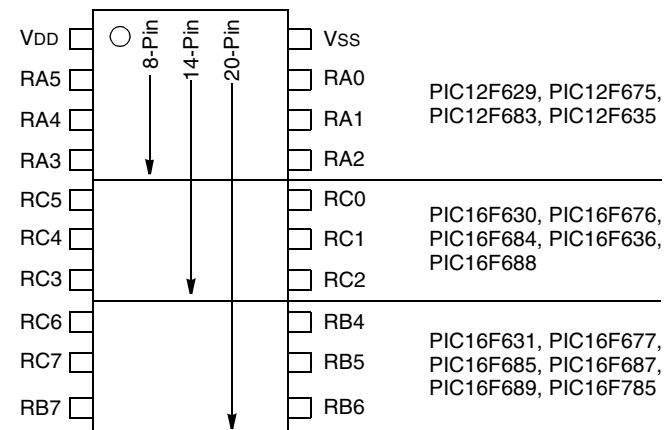 VDD
VSS
8-Pin
14-Pin
20-Pin
RA5
RA0
RA4
RA1
RA3
RA2
PIC12F629, PIC12F675,
PIC12F683, PIC12F635
RC5
RC0
RC4
RC1
RC3
RC2
PIC16F630, PIC16F676,
PIC16F684, PIC16F636,
PIC16F688
RC6
RB4
RC7
RB5
RB7
RB6
PIC16F631, PIC16F677,
PIC16F685, PIC16F687,
PIC16F689, PIC16F785